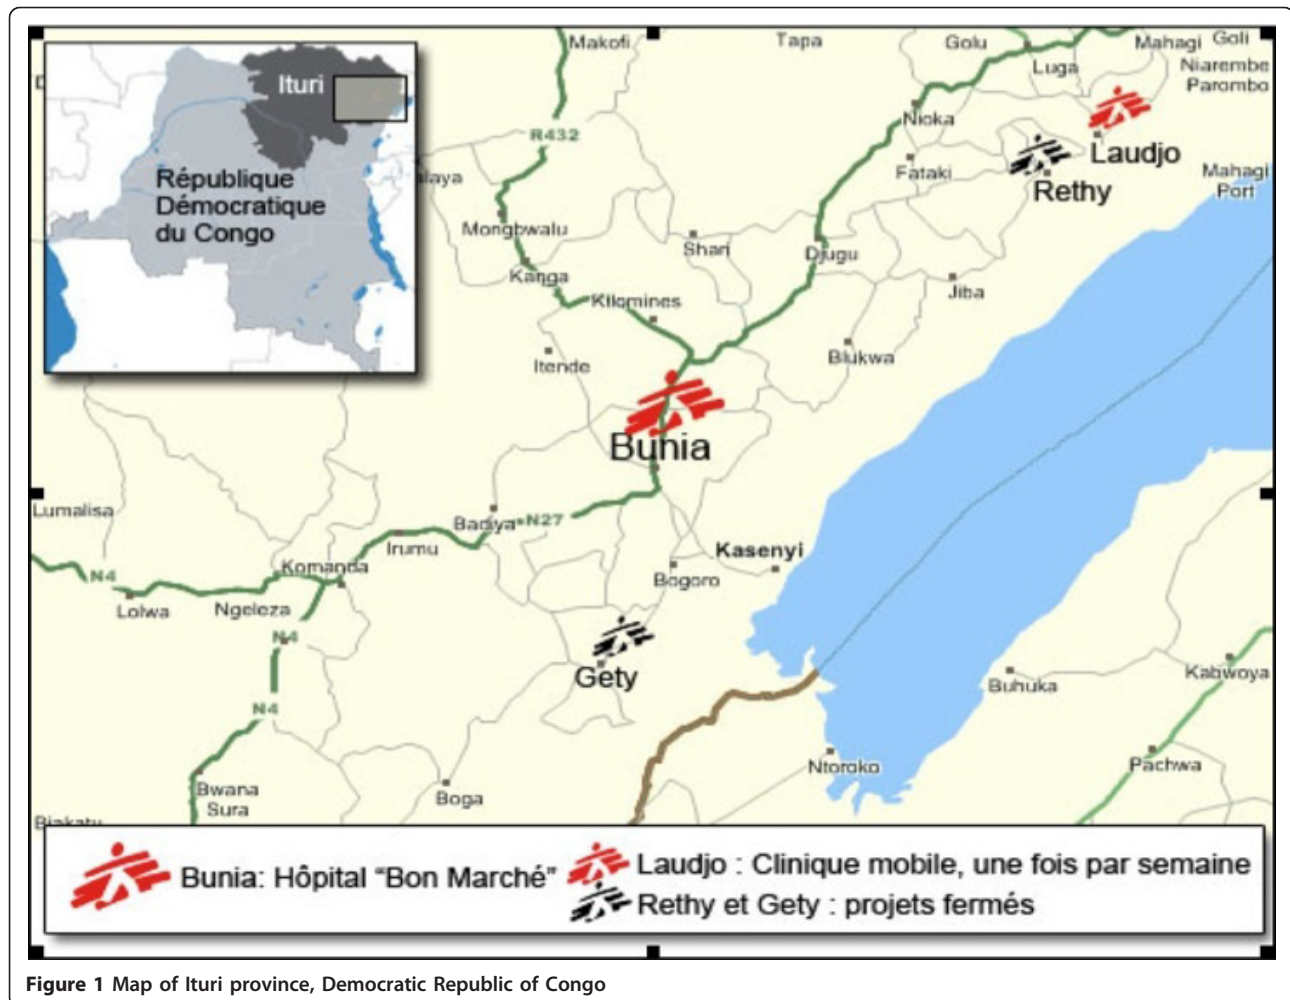 Makofi
Tapa
Golu
Mahagi
Goli
Luga
Niarembe
Parombo
Ituri
Nioka
R432
Laudjo
Fataki
Rethy
Mahagi
Port
République
Démocratique
du Congo
Mongbwalu
Shari
Djugu
Kanga
Jiba
Kilomines
Itende
Blukwa
Bunia
Lumalisa
Badiya
N27
Irumu
Kasenyi
Komanda
Bogoro
N4
Lolwa
Ngeleza
N4
Gety
Buhuka
Kabwoya
N4
Ntoroko
Pachwa
Bwana
Sura
Boga
Bunia: Hôpital “Bon Marché”
Laudjo : Clinique mobile, une fois par semaine
Rethy et Gety : projets fermés
Figure 1 Map of Ituri province, Democratic Republic of Congo